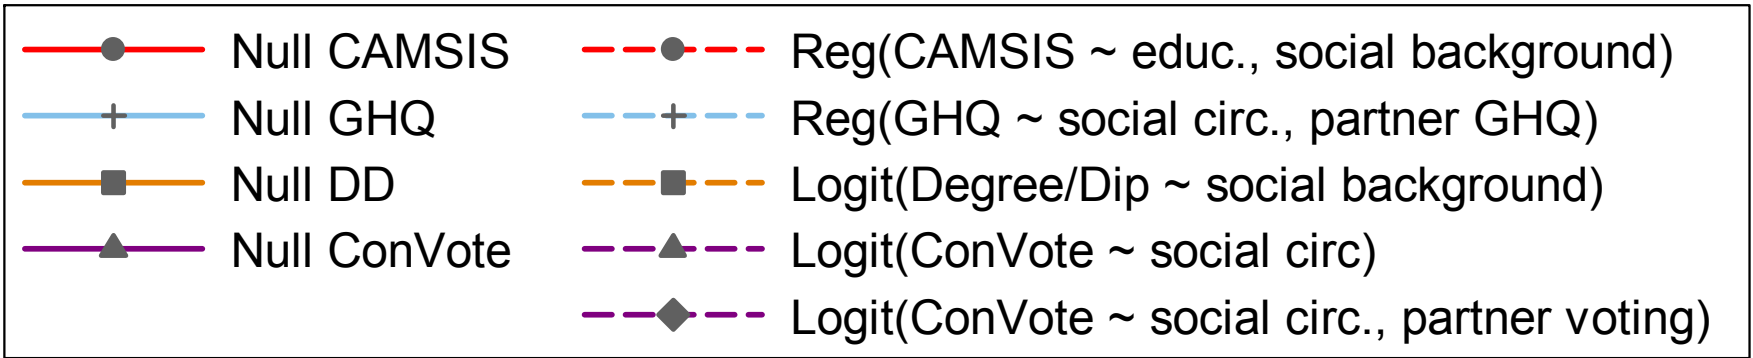 Null CAMSIS Reg(CAMSIS ~ educ., social background)
Null GHQ Reg(GHQ ~ social circ., partner GHQ)
Null DD Logit(Degree/Dip ~ social background)
Null ConVote Logit(ConVote ~ social circ)
Logit(ConVote ~ social circ., partner voting)